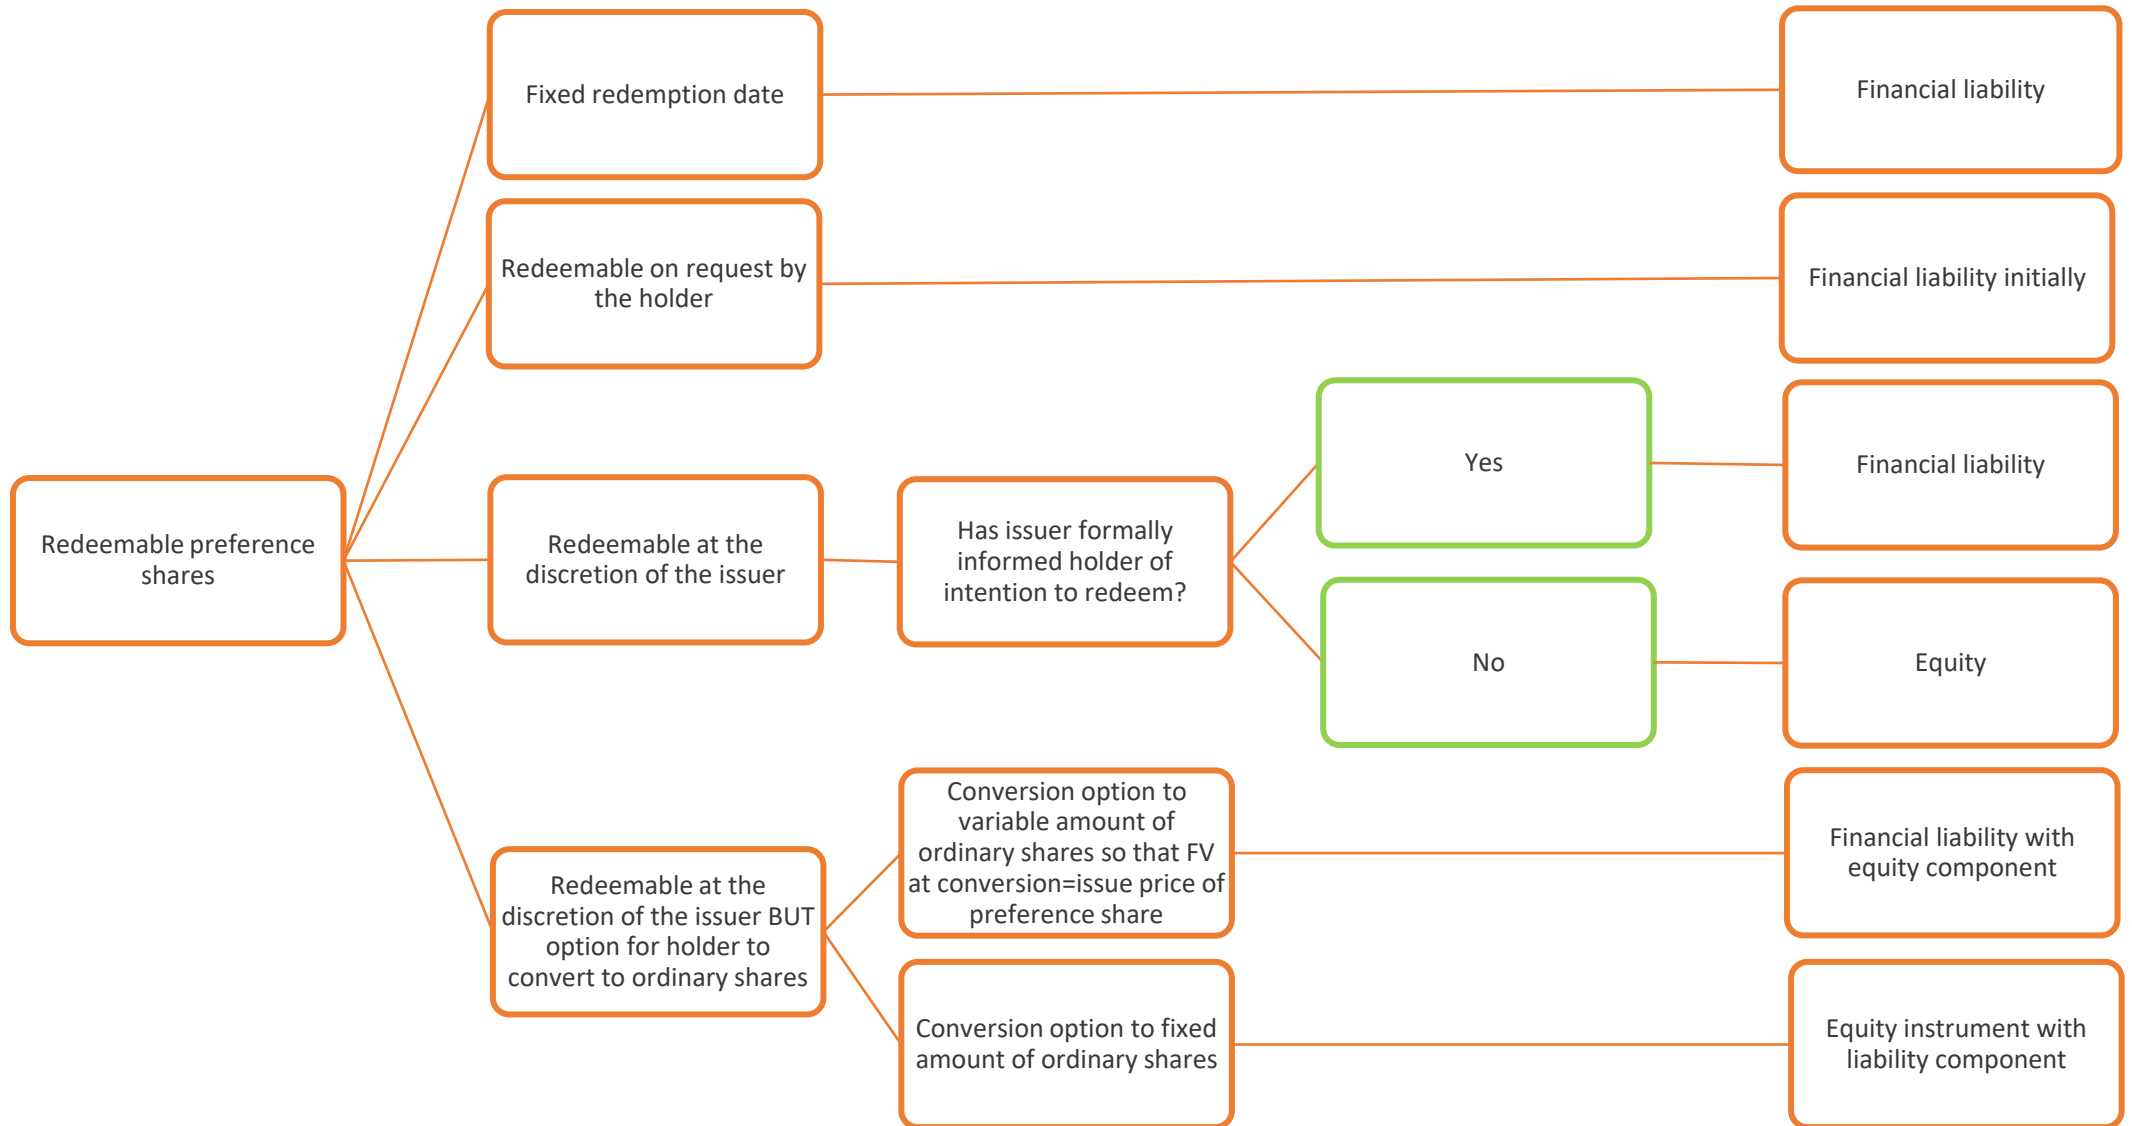 Fixed redemption date
Financial liability
Redeemable on request by
the holder
Financial liability initially
Redeemable preference
shares
Redeemable at the
discretion of the issuer
Has issuer formally
informed holder of
intention to redeem?
Yes
Financial liability
No
Equity
Redeemable at the
discretion of the issuer BUT
option for holder to
convert to ordinary shares
Conversion option to
variable amount of
ordinary shares so that FV
at conversion=issue price of
preference share
Financial liability with
equity component
Conversion option to fixed
amount of ordinary shares
Equity instrument with
liability component